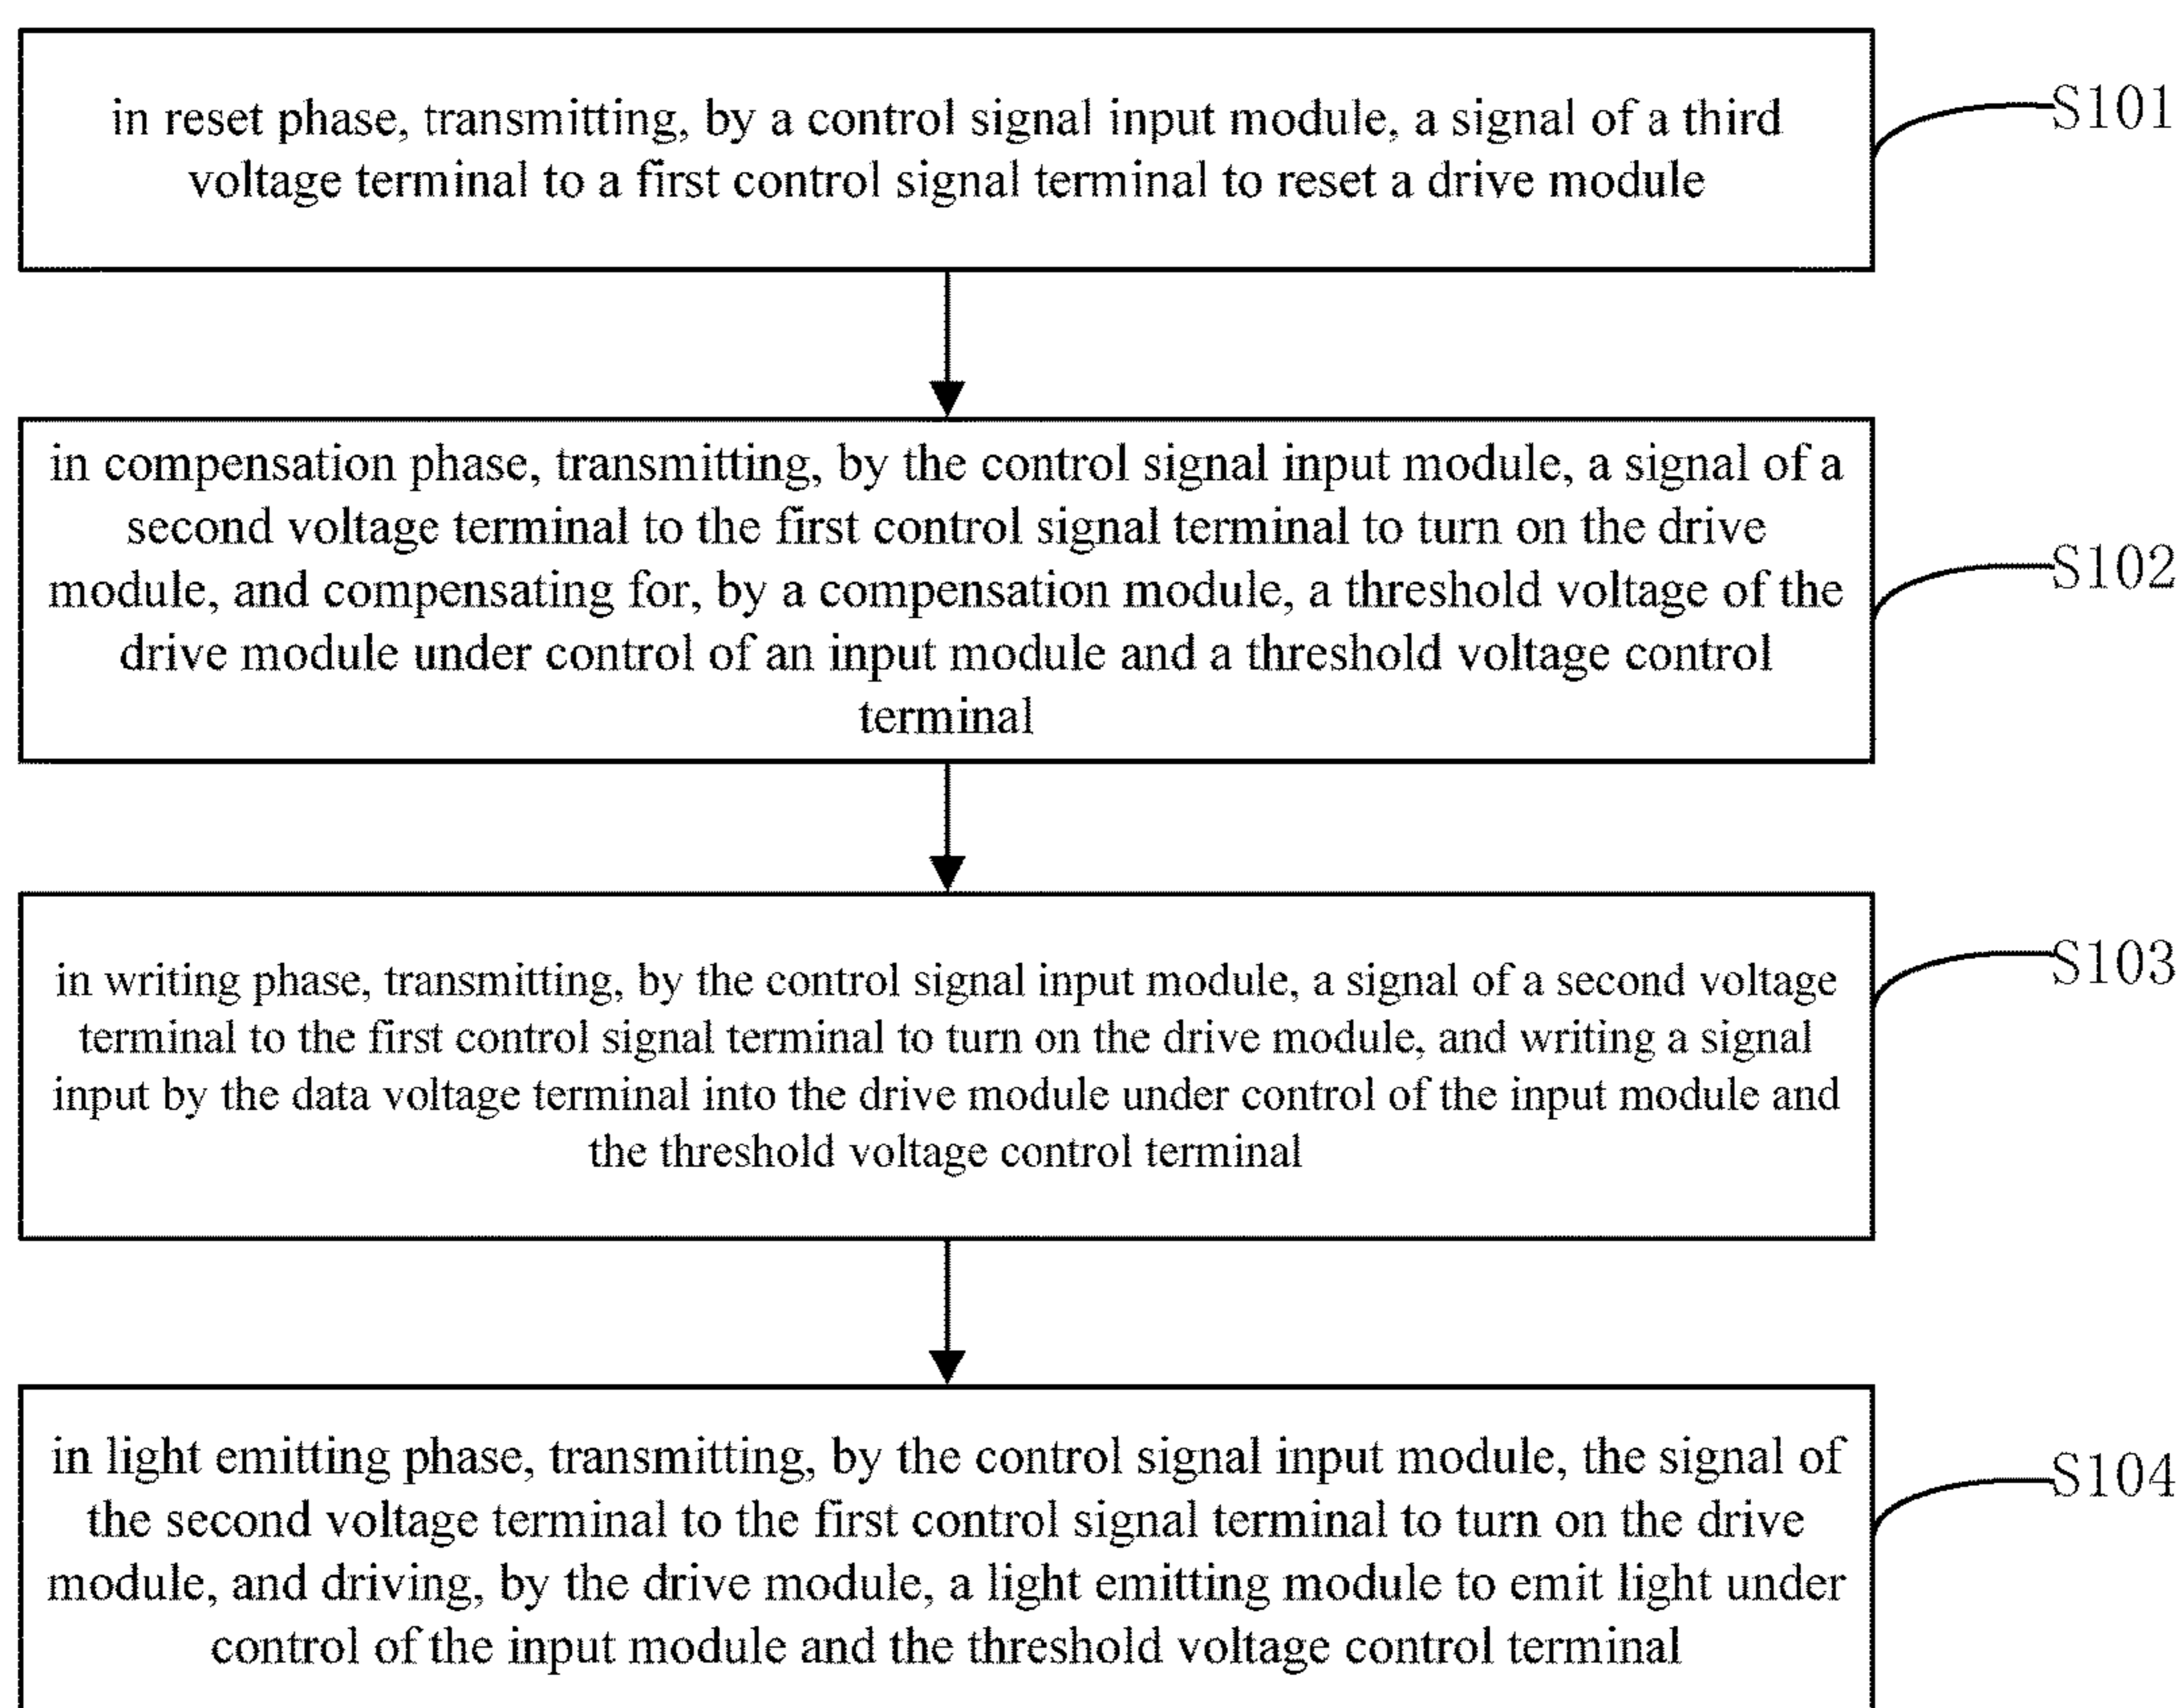 in reset phase, transmitting, by a control signal input module, a signal of a third
voltage terminal to a first control signal terminal to reset a drive module
S101
in compensation phase, transmitting, by the control signal input module, a signal of a
second voltage terminal to the first control signal terminal to turn on the drive
module, and compensating for, by a compensation module, a threshold voltage of the
drive module under control of an input module and a threshold voltage control
terminal
S102
in writing phase, transmitting, by the control signal input module, a signal of a second voltage
terminal to the first control signal terminal to turn on the drive module, and writing a signal
input by the data voltage terminal into the drive module under control of the input module and
the threshold voltage control terminal
S103
in light emitting phase, transmitting, by the control signal input module, the signal of
the second voltage terminal to the first control signal terminal to turn on the drive
module, and driving, by the drive module, a light emitting module to emit light under
control of the input module and the threshold voltage control terminal
S104